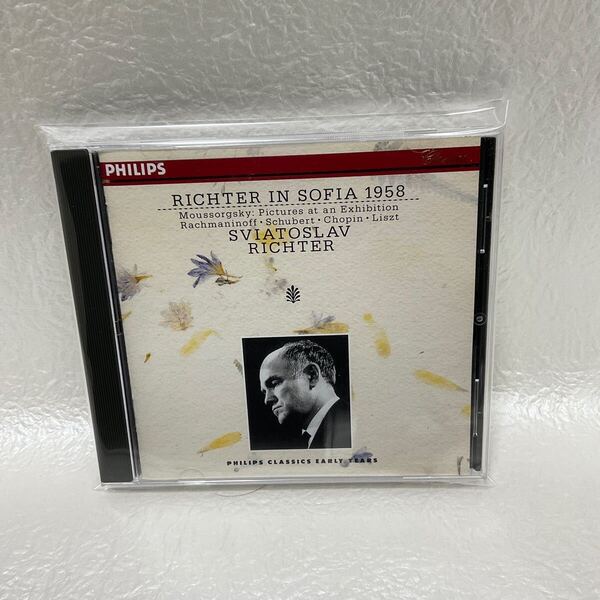 PHILIPS
RICHTER IN SOFIA 1958
Moussorgsky: Pictures at an Exhibition
Rachmaninoff · Schubert · Chopin · Liszt
SVIATOSLAV
RICHTER
PHILIPS CLASSICS EARLY YEARS